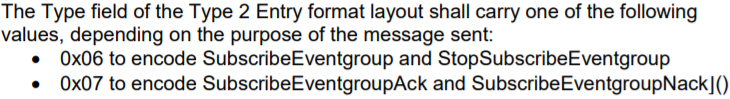 The Type field of the Type 2 Entry format layout shall carry one of the following
values, depending on the purpose of the message sent:
• 0x06 to encode SubscribeEventgroup and StopSubscribeEventgroup
• 0x07 to encode SubscribeEventgroupAck and SubscribeEventgroupNack⌋()